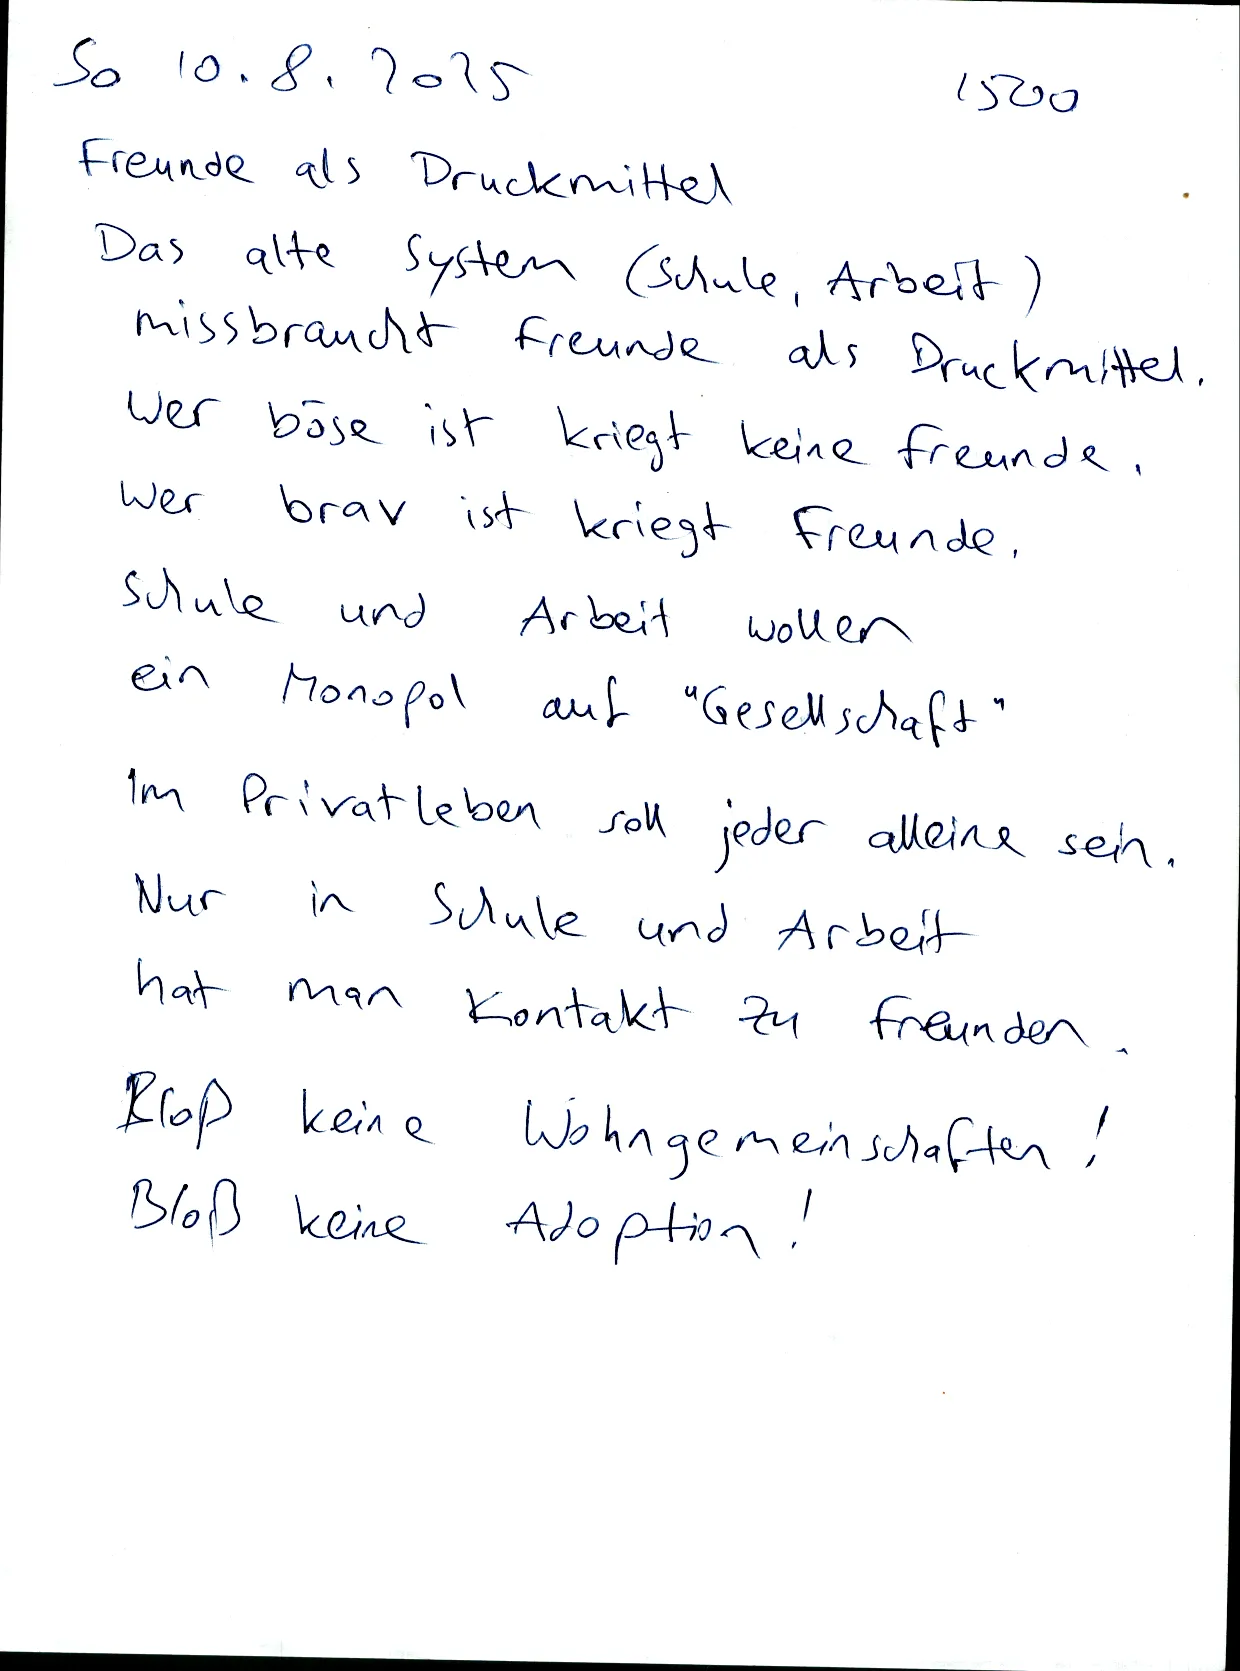 So 10.8.2025 1500
Freunde als Druckmittel
Das alte System (Schule, Arbeit)
missbraucht Freunde als Druckmittel.
Wer böse ist kriegt keine Freunde.
Wer brav ist kriegt Freunde.
Schule und Arbeit wollen
ein Monopol auf "Gesellschaft"
Im Privatleben soll jeder alleine sein.
Nur in Schule und Arbeit
hat man Kontakt zu Freunden.
Bloß keine Wohngemeinschaften!
Bloß keine Adoption!